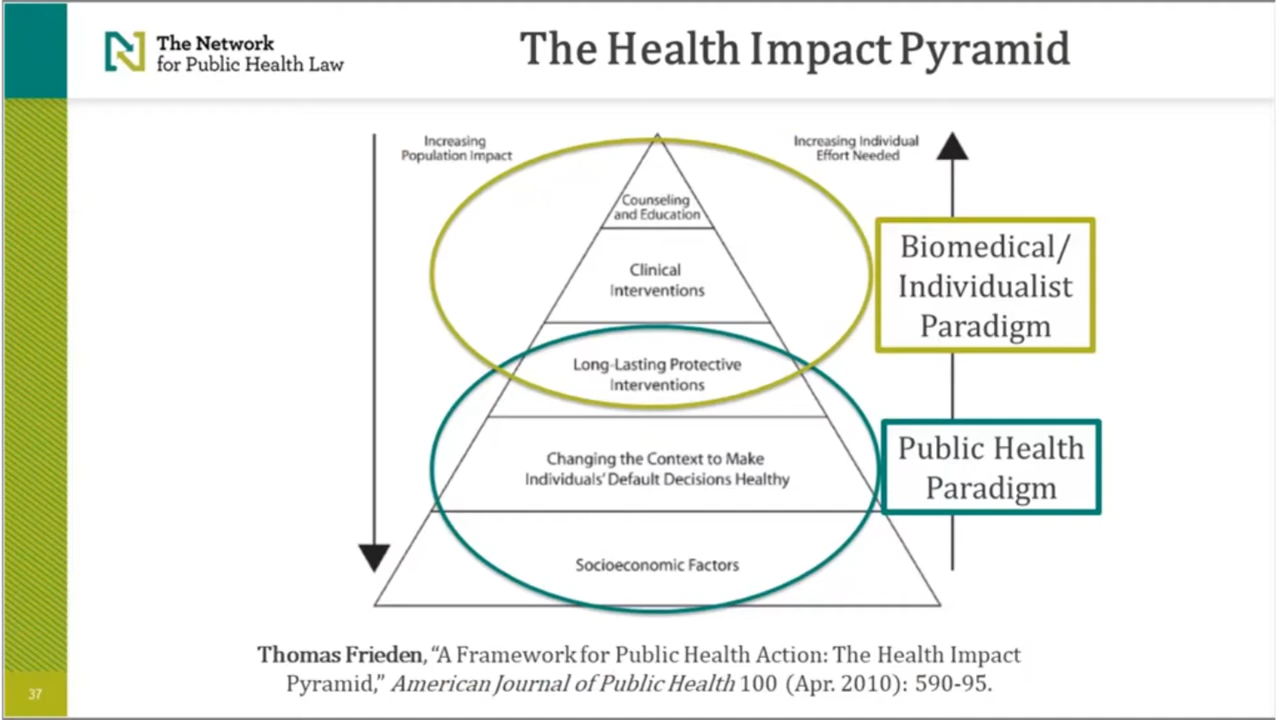 The Network
for Public Health Law
The Health Impact Pyramid
Increasing
Population Impact
Increasing Individual
Effort Needed
Counseling
and Education
Clinical
Interventions
Long-Lasting Protective
Interventions
Changing the Context to Make
Individuals' Default Decisions Healthy
Socioeconomic Factors
Biomedical/
Individualist
Paradigm
Public Health
Paradigm
Thomas Frieden, “A Framework for Public Health Action: The Health Impact
Pyramid,” American Journal of Public Health 100 (Apr. 2010): 590-95.
37